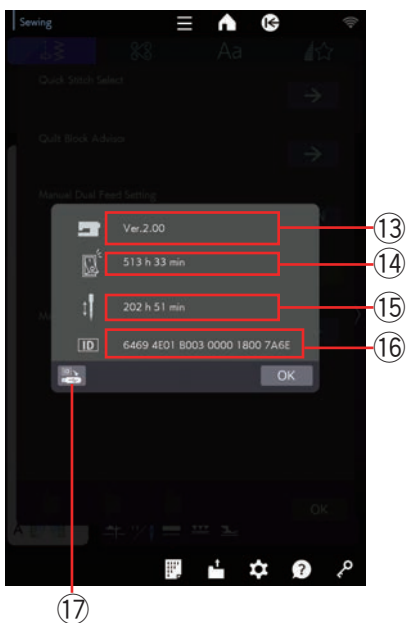 Sewing
Aa
Quick Stitch Select
Quilt Block Advisor
Manual Dual Feed Setting
Ver.2.00
513 h 33 min
202 h 51 min
ID 6469 4E01 B003 0000 1800 7A6E
OK
OK
A
13
14
15
16
17